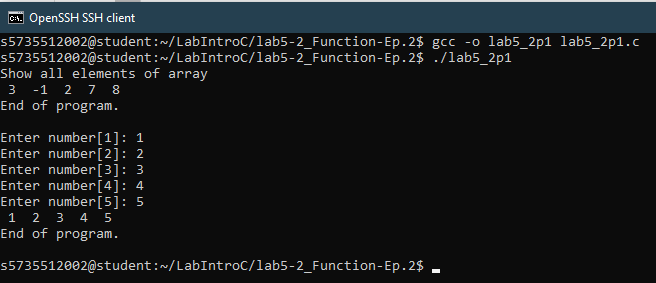 OpenSSH SSH client
s5735512002@student:~/LabIntroC/lab5-2_Function-Ep.2$ gcc -o lab5_2p1 lab5_2p1.c
s5735512002@student:~/LabIntroC/lab5-2_Function-Ep.2$ ./lab5_2p1
Show all elements of array
3 -1 2 7 8
End of program.
Enter number[1]: 1
Enter number[2]: 2
Enter number[3]: 3
Enter number[4]: 4
Enter number[5]: 5
1 2 3 4 5
End of program.
s5735512002@student:~/LabIntroC/lab5-2_Function-Ep.2$